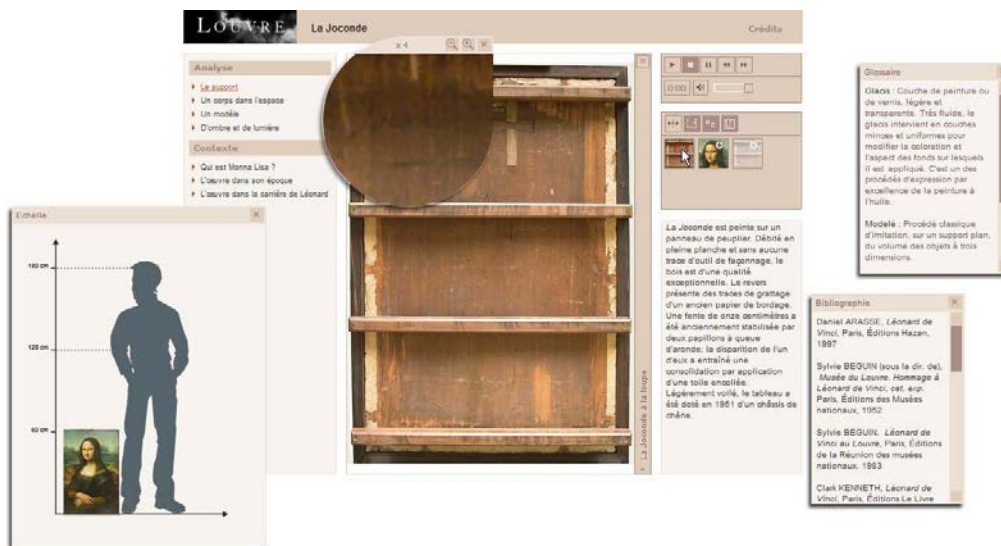 LOUVRE
La Joconde
Crédits
Analyse
Le support
Un corps dans l'espace
Un modèle
D'ombre et de lumière
Contexte
Qui est Monna Lisa ?
L'œuvre dans son époque
L'œuvre dans la carrière de Léonard
x 4
La Joconde à la loupe
0:00
La Joconde est peinte sur un
panneau de peuplier. Débité en
pleine planche et sans aucune
trace d'outil de façonnage, le
bois est d'une qualité
exceptionnelle. Le revers
présente des traces de grattage
d'un ancien papier de bordage.
Une fente de onze centimètres a
été anciennement stabilisée par
deux papillons à queue
d'aronde; la disparition de l'un
d'eux a entraîné une
consolidation par application
d'une toile encollée.
Légèrement voilé, le tableau a
été doté en 1951 d'un châssis de
chêne.
Echelle
180 cm
120 cm
60 cm
Glossaire
Glacis : Couche de peinture ou
de vernis, légère et
transparente. Très fluide, le
glacis intervient en couches
minces et uniformes pour
modifier la coloration et
l'aspect des fonds sur lesquels
il est appliqué. C'est un des
procédés d'expression par
excellence de la peinture à
l'huile.
Modelé : Procédé classique
d'imitation, sur un support plan,
du volume des objets à trois
dimensions.
Bibliographie
Daniel ARASSE, Léonard de
Vinci, Paris, Éditions Hazan,
1997
Sylvie BEGUIN (sous la dir. de),
Musée du Louvre. Hommage à
Léonard de Vinci, cat. exp.
Paris, Éditions des Musées
nationaux, 1952
Sylvie BEGUIN, Léonard de
Vinci au Louvre, Paris, Éditions
de la Réunion des musées
nationaux, 1983
Clark KENNETH, Léonard de
Vinci, Paris, Éditions Le Livre